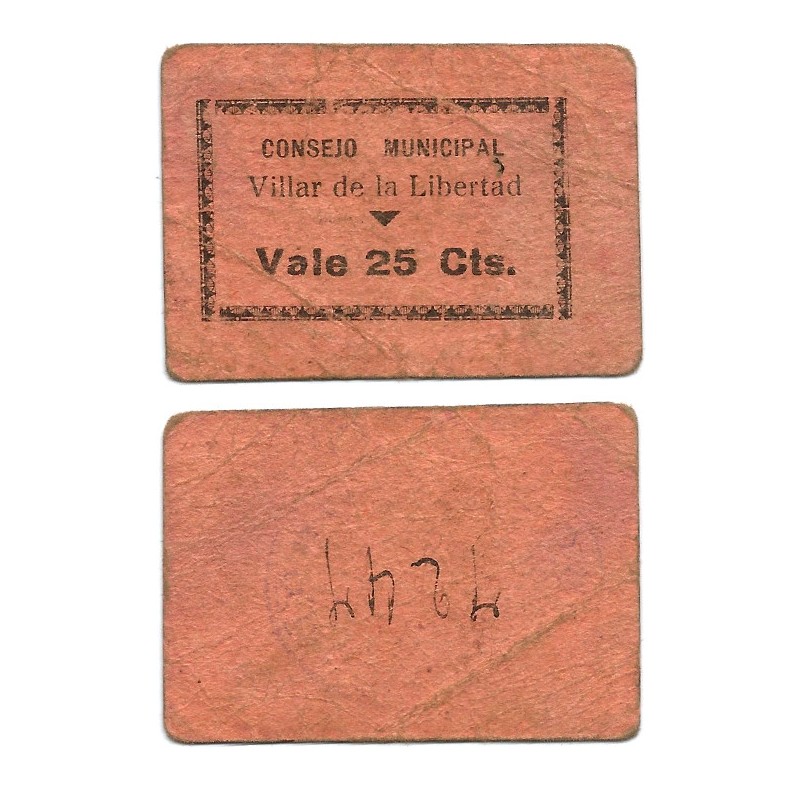 CONSEJO MUNICIPAL
Villar de la Libertad
Vale 25 Cts.